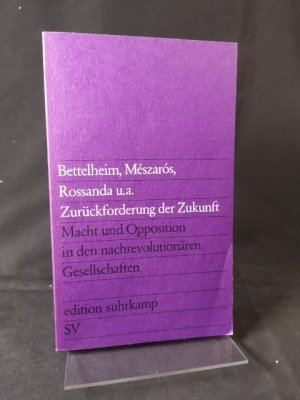 Bettelheim, Mészarós,
Rossanda u.a.
Zurückforderung der Zukunft
Macht und Opposition
in den nachrevolutionären
Gesellschaften
edition suhrkamp
SV